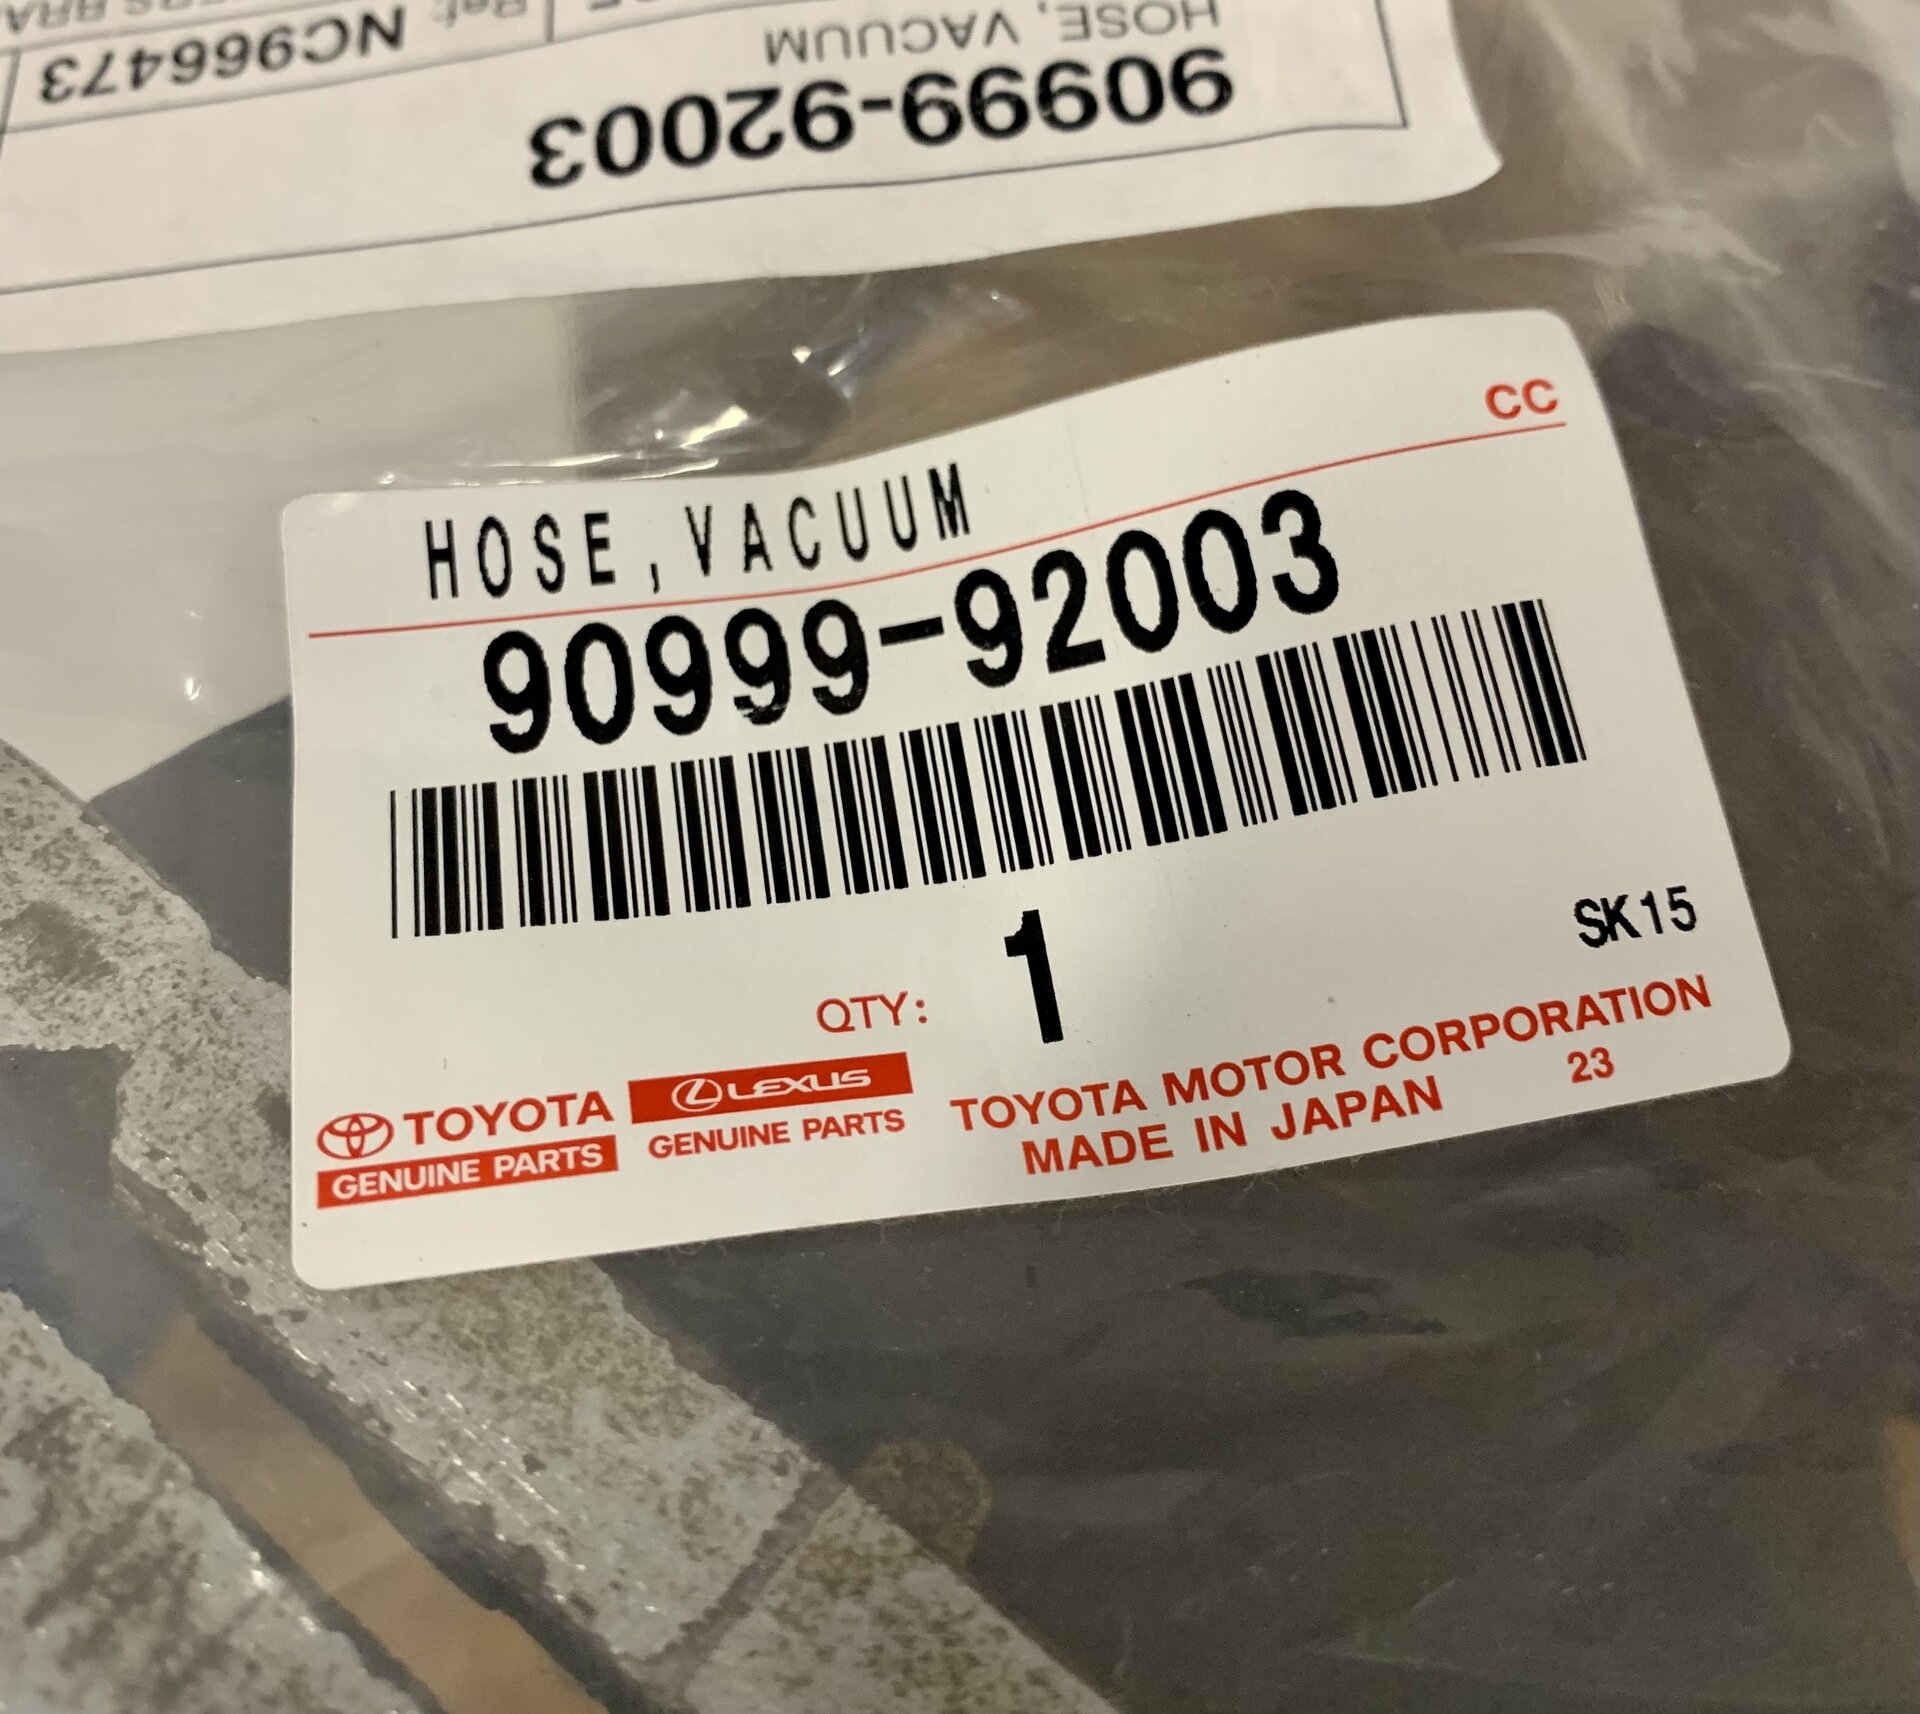 90999-92003
HOSE, VACUUM
Ref: NC966473
CC
HOSE,VACUUM
90999-92003
QTY: 1
SK15
TOYOTA
GENUINE PARTS
LEXUS
GENUINE PARTS
TOYOTA MOTOR CORPORATION
MADE IN JAPAN
23